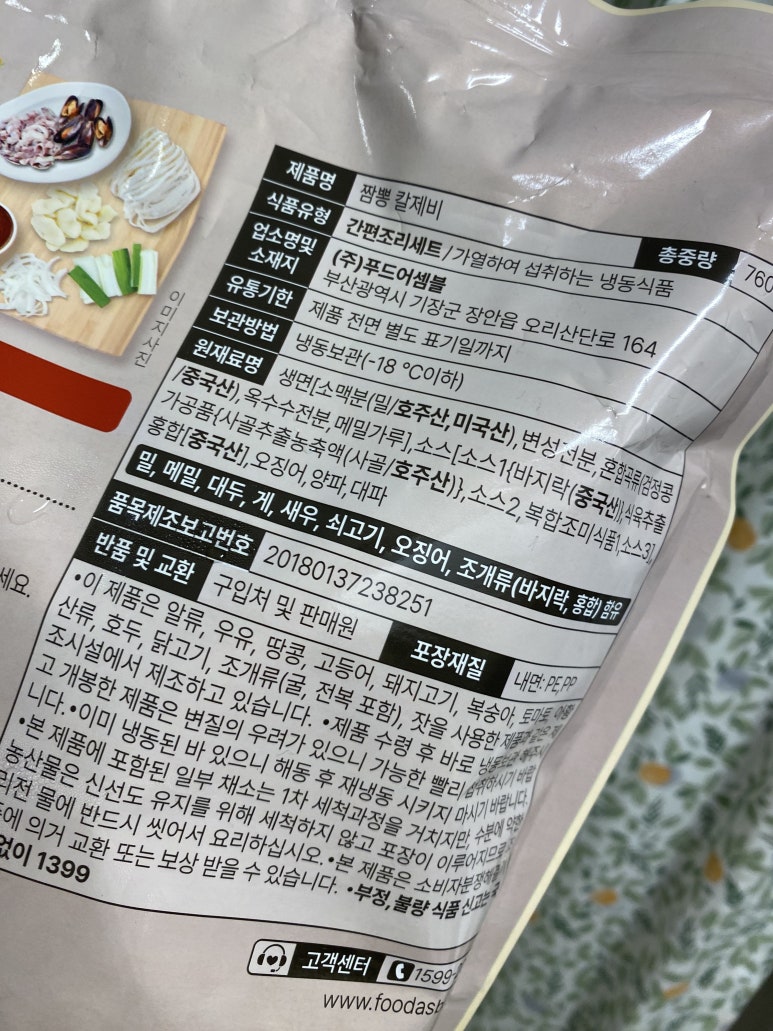 이미지사진
제품명 짬뽕 칼제비 총중량 760
식품유형 간편조리세트/가열하여 섭취하는 냉동식품
업소명및 소재지 (주)푸드어셈블
부산광역시 기장군 장안읍 오리산단로 164
유통기한 제품 전면 별도 표기일까지
보관방법 냉동보관(-18 ℃이하)
원재료명 생면[소맥분(밀/호주산,미국산), 변성전분, 혼합곡류(검정콩
/중국산), 옥수수전분, 메밀가루], 소스[소스1{바지락(중국산), 식육추출
가공품{사골추출농축액(사골/호주산)}, 소스2, 복합조미식품1, 소스3],
홍합[중국산], 오징어, 양파, 대파
밀, 메밀, 대두, 게, 새우, 쇠고기, 오징어, 조개류(바지락, 홍합) 함유
품목제조보고번호 20180137238251
반품 및 교환 구입처 및 판매원 포장재질 내면: PE, PP
•이 제품은 알류, 우유, 땅콩, 고등어, 돼지고기, 복숭아, 토마토, 아황
산류, 호두, 닭고기, 조개류(굴, 전복 포함), 잣을 사용한 제품과 같은 제
조시설에서 제조하고 있습니다. •제품 수령 후 바로 냉동보관
고 개봉한 제품은 변질의 우려가 있으니 가능한 빨리 섭취하시기 바랍
니다. •이미 냉동된 바 있으니 해동 후 재냉동 시키지 마시기 바랍니다.
•본 제품에 포함된 일부 채소는 1차 세척과정을 거치지만 수분에 약한
농산물은 신선도 유지를 위해 세척하지 않고 포장이 이루어지므로
리전 물에 반드시 씻어서 요리하십시오. •본 제품은 소비자분쟁해결
에 의거 교환 또는 보상 받을 수 있습니다. •부정, 불량 식품 신고는
없이 1399
세요.
고객센터 1599-
www.foodas